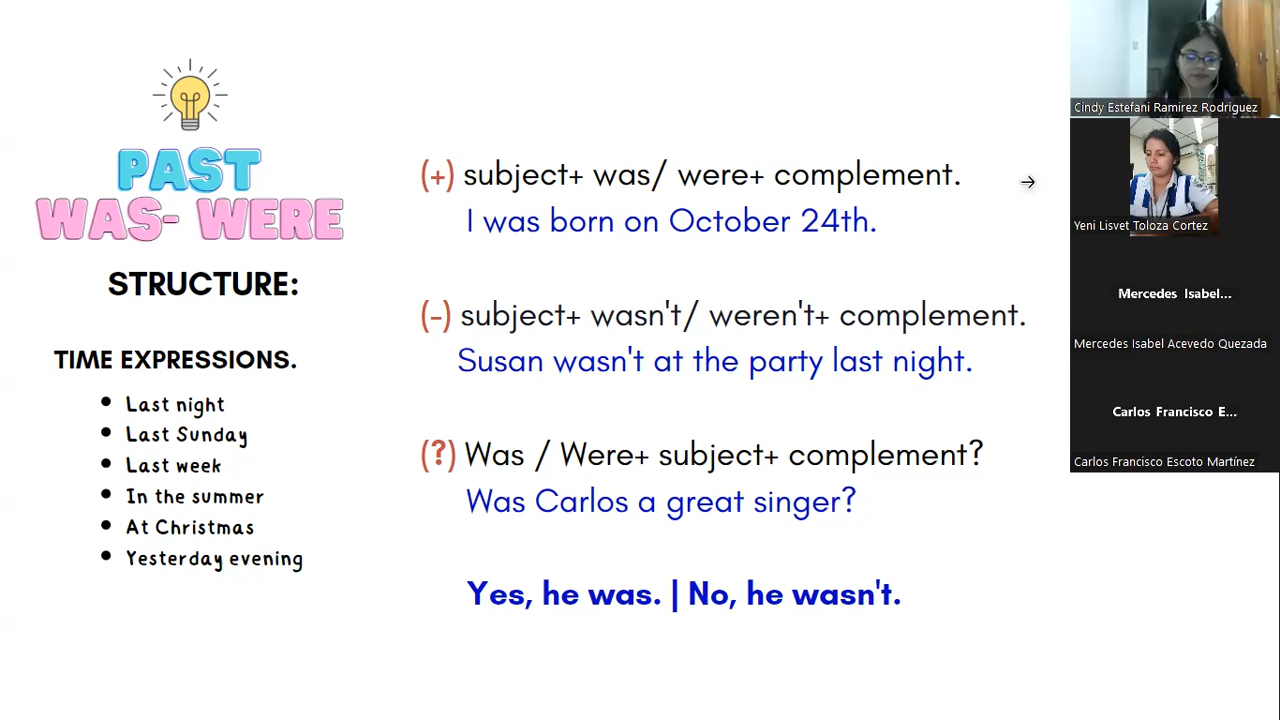 PAST
WAS- WERE
STRUCTURE:
TIME EXPRESSIONS.
Last night
Last Sunday
Last week
In the summer
At Christmas
Yesterday evening
(+) subject+ was/ were+ complement.
I was born on October 24th.
(-) subject+ wasn't/ weren't+ complement.
Susan wasn't at the party last night.
(?) Was / Were+ subject+ complement?
Was Carlos a great singer?
Yes, he was. | No, he wasn't.
Cindy Estefani Ramirez Rodriguez
Yeni Lisvet Toloza Cortez
Mercedes Isabel...
Mercedes Isabel Acevedo Quezada
Carlos Francisco E...
Carlos Francisco Escoto Martínez